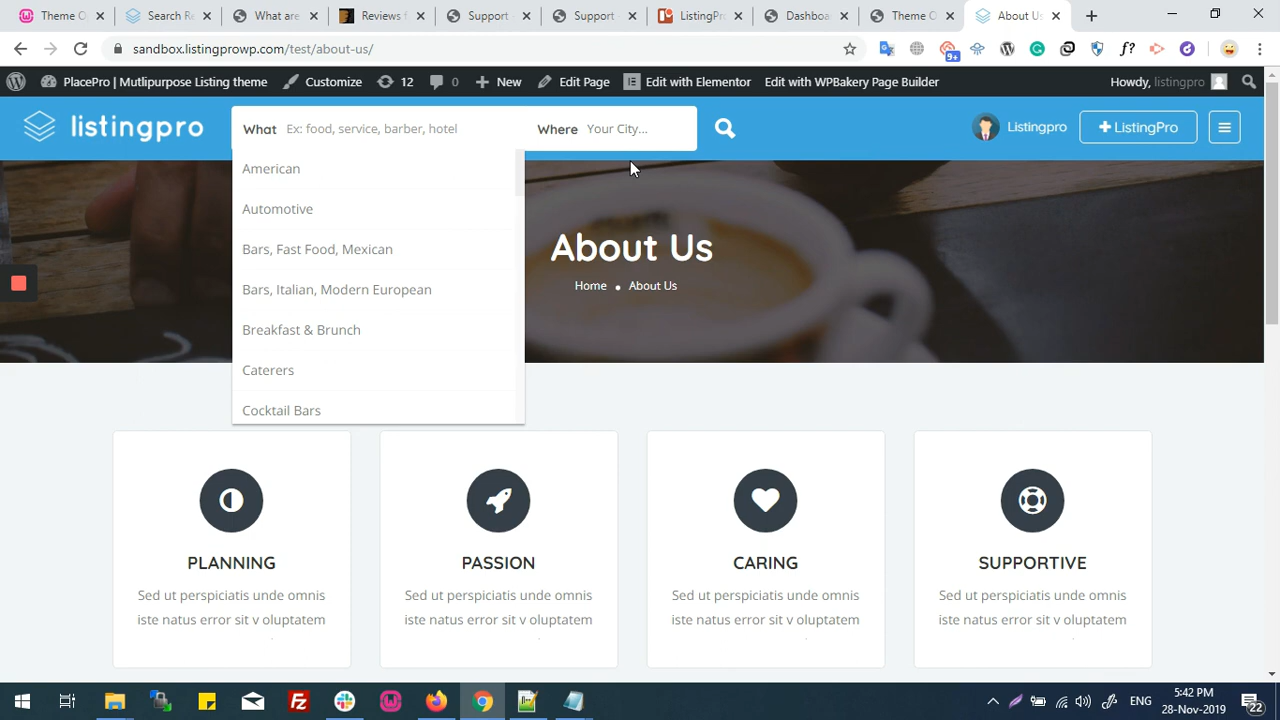 Theme O
Search Re
What are
Reviews f
Support -
Support -
ListingPro
Dashboa
Theme O
About Us
sandbox.listingprowp.com/test/about-us/
9+
f?
PlacePro | Mutlipurpose Listing theme
Customize
12
0
New
Edit Page
Edit with Elementor
Edit with WPBakery Page Builder
Howdy, listingpro
listingpro
What Ex: food, service, barber, hotel
Where Your City...
Listingpro
+ ListingPro
American
Automotive
Bars, Fast Food, Mexican
Bars, Italian, Modern European
Breakfast & Brunch
Caterers
Cocktail Bars
About Us
Home • About Us
PLANNING
Sed ut perspiciatis unde omnis
iste natus error sit v oluptatem
PASSION
Sed ut perspiciatis unde omnis
iste natus error sit v oluptatem
CARING
Sed ut perspiciatis unde omnis
iste natus error sit v oluptatem
SUPPORTIVE
Sed ut perspiciatis unde omnis
iste natus error sit v oluptatem
ENG
5:42 PM
28-Nov-2019
22